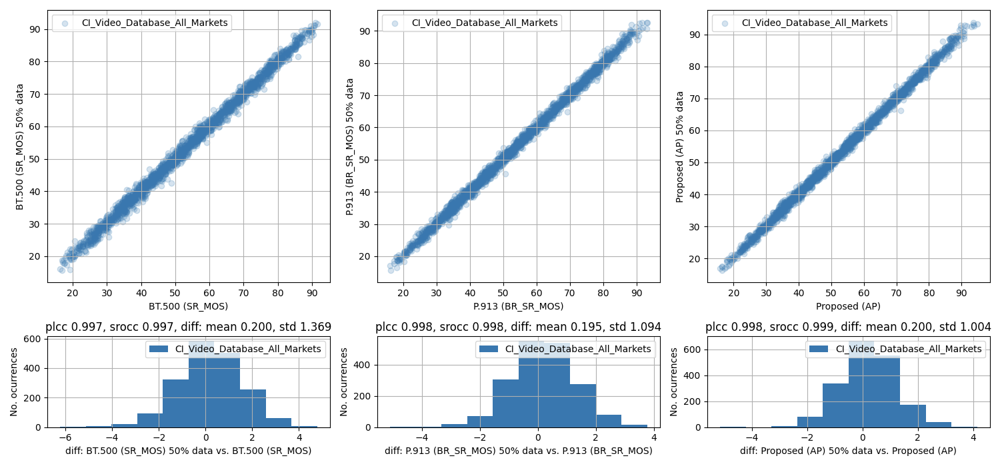 CI_Video_Database_All_Markets
90
80
70
60
50
40
30
20
BT.500 (SR_MOS) 50% data
20 30 40 50 60 70 80 90
BT.500 (SR_MOS)
CI_Video_Database_All_Markets
90
80
70
60
50
40
30
20
P.913 (BR_SR_MOS) 50% data
20 30 40 50 60 70 80 90
P.913 (BR_SR_MOS)
CI_Video_Database_All_Markets
90
80
70
60
50
40
30
20
Proposed (AP) 50% data
20 30 40 50 60 70 80 90
Proposed (AP)
plcc 0.997, srocc 0.997, diff: mean 0.200, std 1.369
CI_Video_Database_All_Markets
600
400
200
0
No. ocurrences
−6 −4 −2 0 2 4
diff: BT.500 (SR_MOS) 50% data vs. BT.500 (SR_MOS)
plcc 0.998, srocc 0.998, diff: mean 0.195, std 1.094
CI_Video_Database_All_Markets
400
200
0
No. ocurrences
−4 −2 0 2 4
diff: P.913 (BR_SR_MOS) 50% data vs. P.913 (BR_SR_MOS)
plcc 0.998, srocc 0.999, diff: mean 0.200, std 1.004
CI_Video_Database_All_Markets
600
400
200
0
No. ocurrences
−4 −2 0 2 4
diff: Proposed (AP) 50% data vs. Proposed (AP)